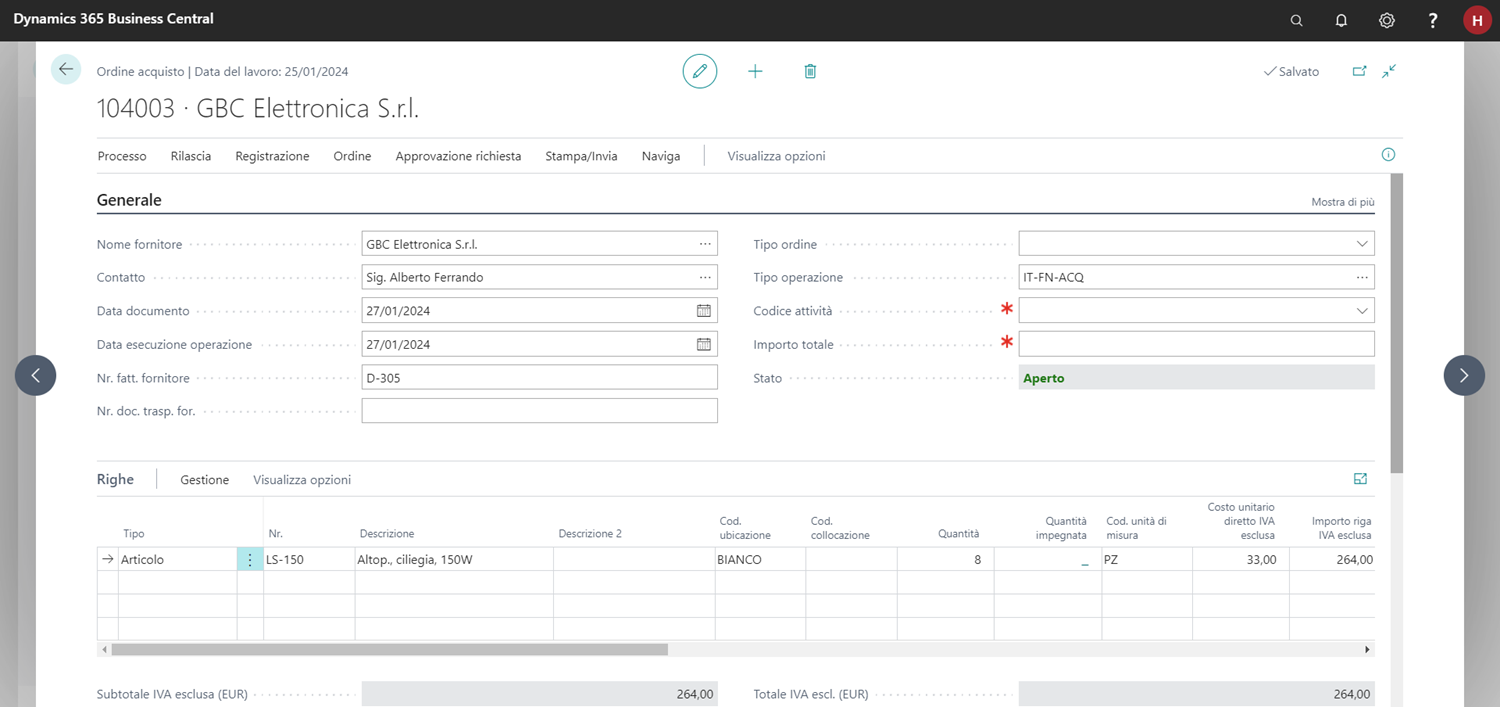 Dynamics 365 Business Central
?
H
Ordine acquisto | Data del lavoro: 25/01/2024
Salvato
104003 · GBC Elettronica S.r.l.
Processo Rilascia Registrazione Ordine Approvazione richiesta Stampa/Invia Naviga Visualizza opzioni
Generale
Mostra di più
Nome fornitore GBC Elettronica S.r.l.
Contatto Sig. Alberto Ferrando
Data documento 27/01/2024
Data esecuzione operazione 27/01/2024
Nr. fatt. fornitore D-305
Nr. doc. trasp. for.
Tipo ordine
Tipo operazione IT-FN-ACQ
Codice attività *
Importo totale *
Stato Aperto
Righe Gestione Visualizza opzioni
Tipo Nr. Descrizione Descrizione 2 Cod. ubicazione Cod. collocazione Quantità Quantità impegnata Cod. unità di misura Costo unitario diretto IVA esclusa Importo riga IVA esclusa
Articolo LS-150 Altop., ciliegia, 150W BIANCO 8 _ PZ 33,00 264,00
Subtotale IVA esclusa (EUR) 264,00
Totale IVA escl. (EUR) 264,00